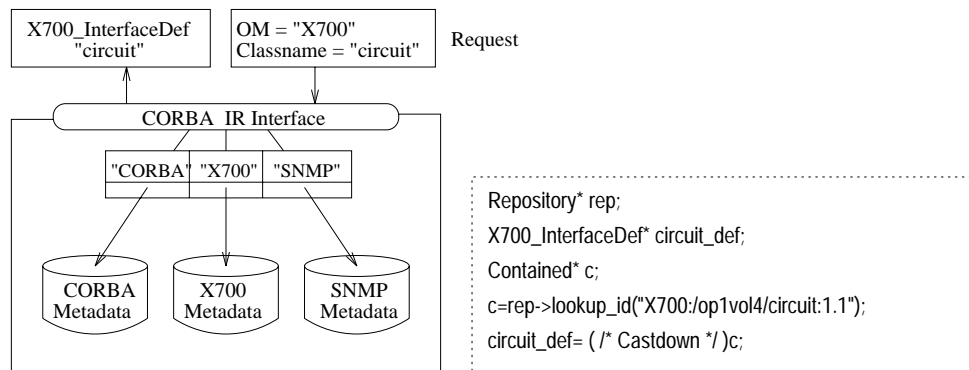 X700_InterfaceDef
"circuit"
OM = "X700"
Classname = "circuit"
Request
CORBA IR Interface
"CORBA" "X700" "SNMP"
CORBA
Metadata
X700
Metadata
SNMP
Metadata
Repository* rep;
X700_InterfaceDef* circuit_def;
Contained* c;
c=rep->lookup_id("X700:/op1vol4/circuit:1.1");
circuit_def= ( /* Castdown */ )c;